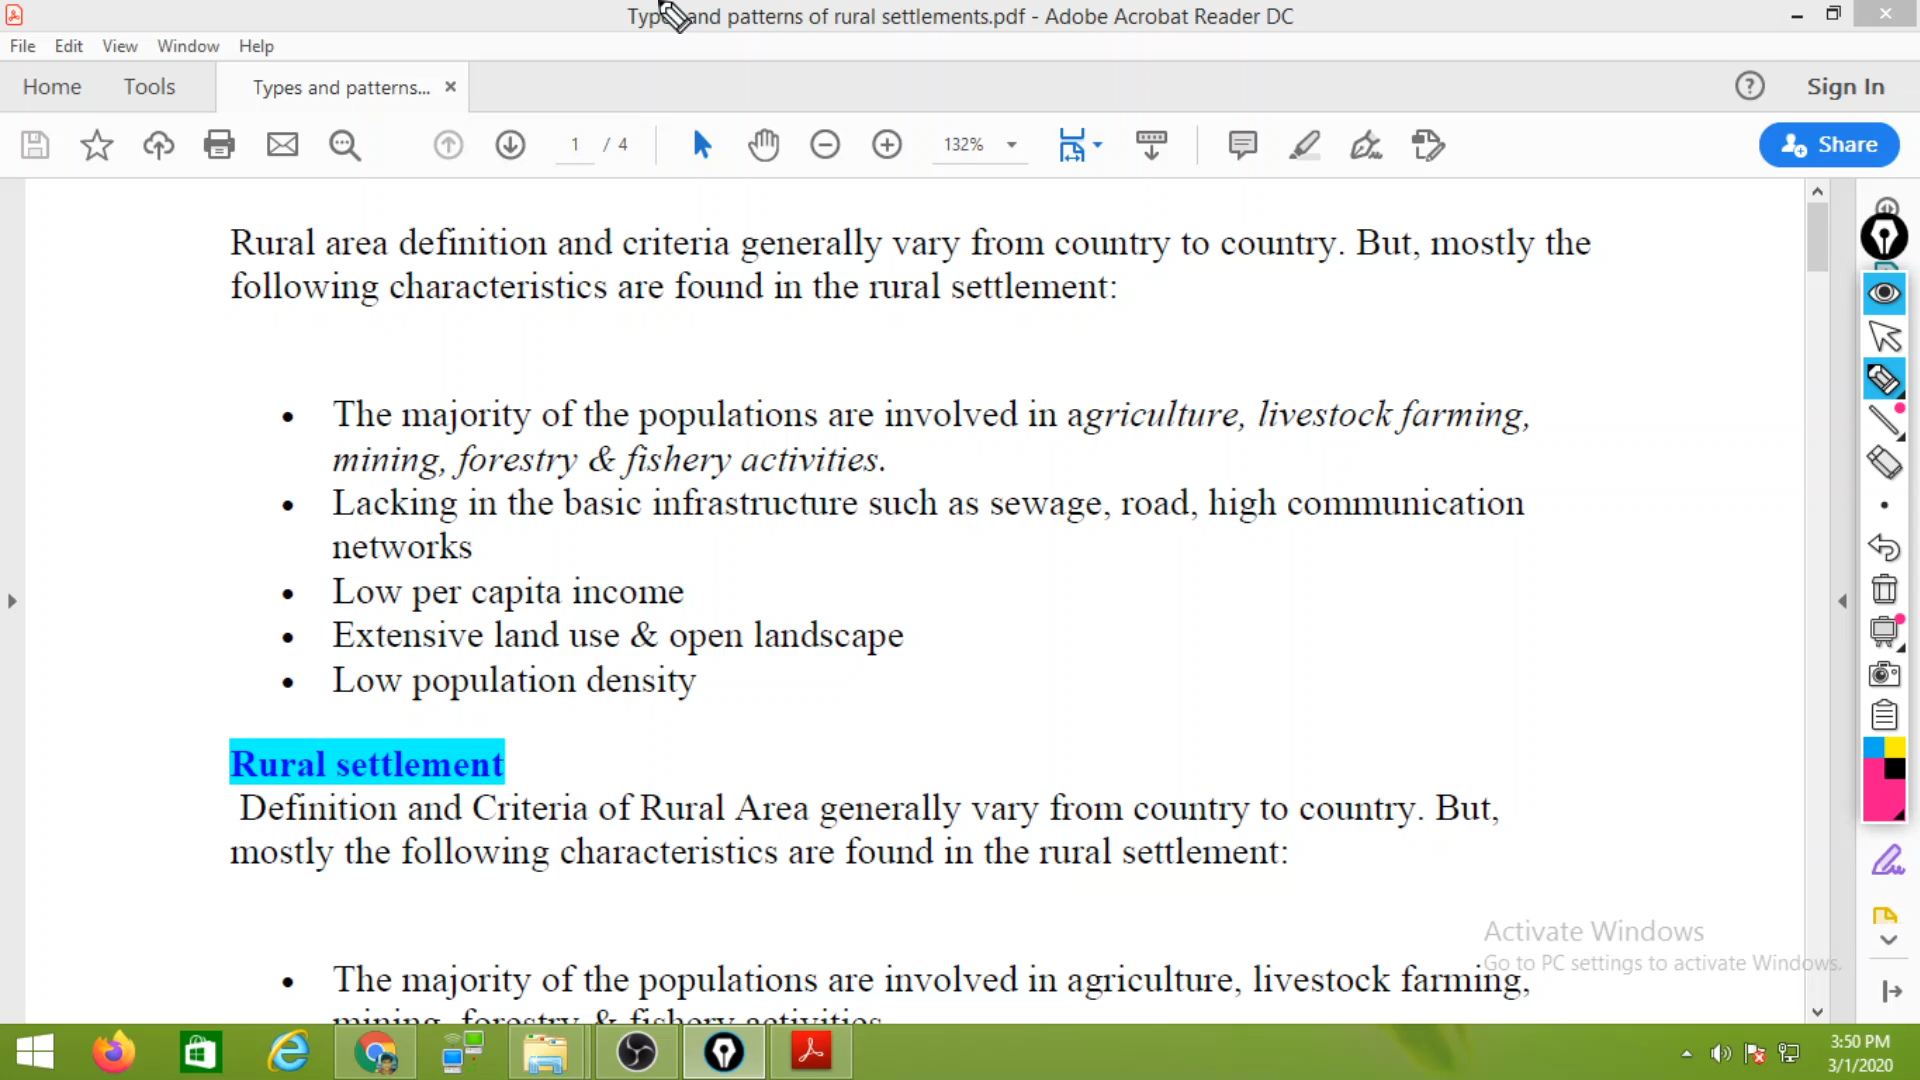 Types and patterns of rural settlements.pdf - Adobe Acrobat Reader DC
File Edit View Window Help
Home Tools Types and patterns... × Sign In
1 / 4 132% Share
Rural area definition and criteria generally vary from country to country. But, mostly the
following characteristics are found in the rural settlement:
• The majority of the populations are involved in agriculture, livestock farming,
mining, forestry & fishery activities.
• Lacking in the basic infrastructure such as sewage, road, high communication
networks
• Low per capita income
• Extensive land use & open landscape
• Low population density
Rural settlement
Definition and Criteria of Rural Area generally vary from country to country. But,
mostly the following characteristics are found in the rural settlement:
Activate Windows
Go to PC settings to activate Windows.
• The majority of the populations are involved in agriculture, livestock farming,
mining, forestry & fishery activities
3:50 PM
3/1/2020